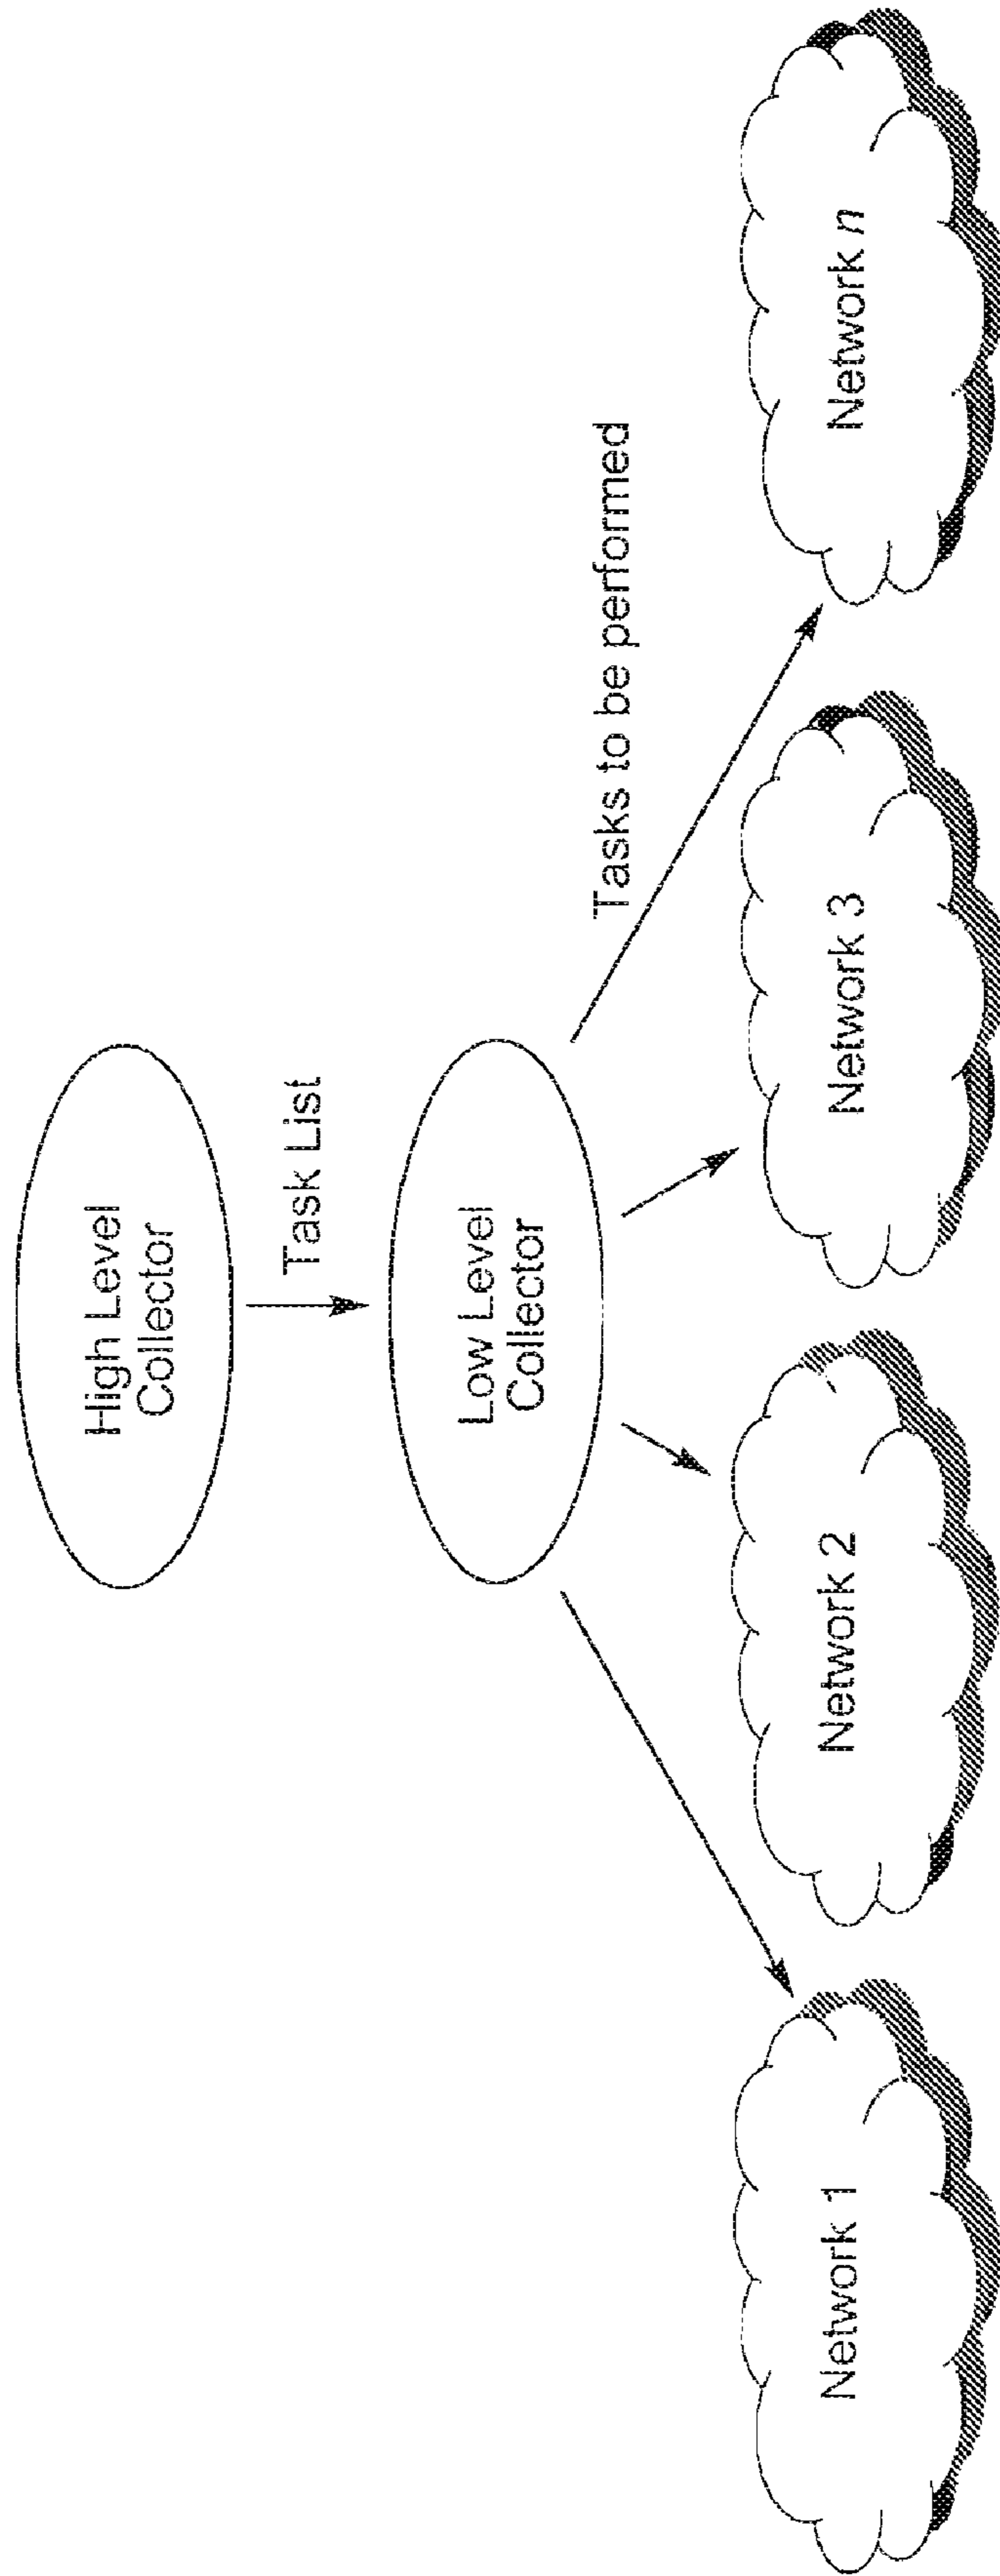 High Level
Collector
Task List
Low Level
Collector
Tasks to be performed
Network 1
Network 2
Network 3
Network n